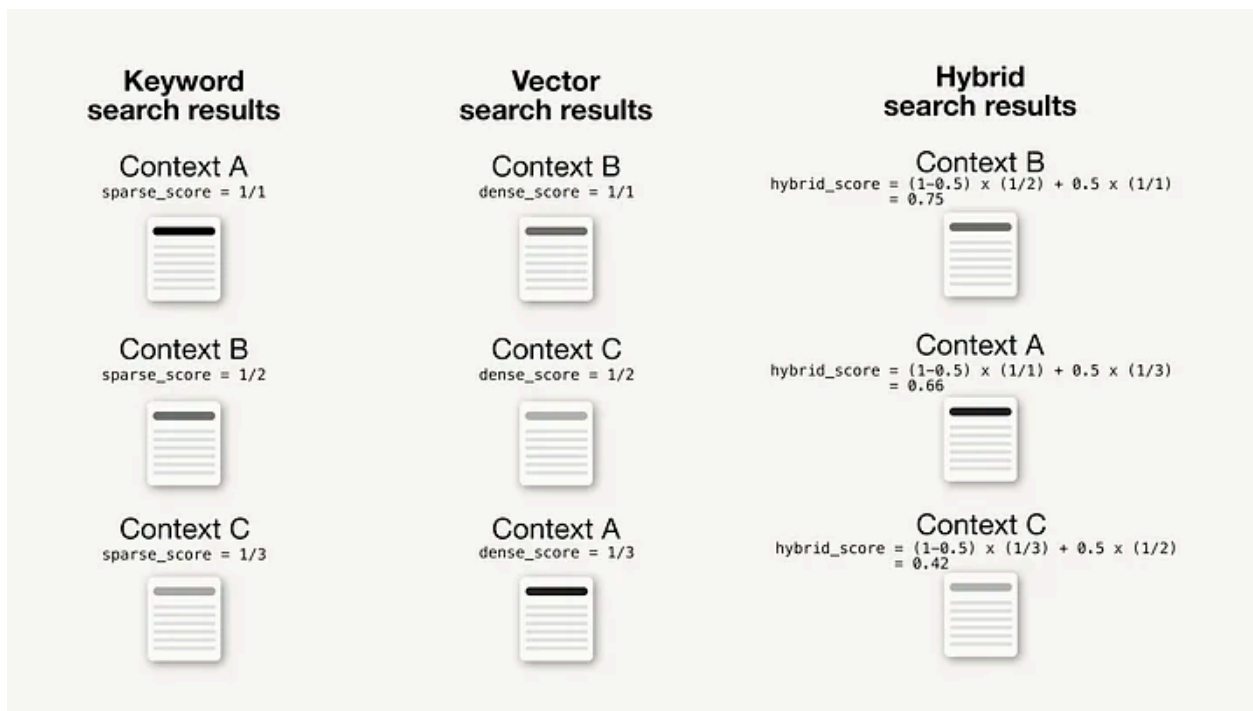 Keyword
search results
Context A
sparse_score = 1/1
Context B
sparse_score = 1/2
Context C
sparse_score = 1/3
Vector
search results
Context B
dense_score = 1/1
Context C
dense_score = 1/2
Context A
dense_score = 1/3
Hybrid
search results
Context B
hybrid_score = (1-0.5) x (1/2) + 0.5 x (1/1)
= 0.75
Context A
hybrid_score = (1-0.5) x (1/1) + 0.5 x (1/3)
= 0.66
Context C
hybrid_score = (1-0.5) x (1/3) + 0.5 x (1/2)
= 0.42